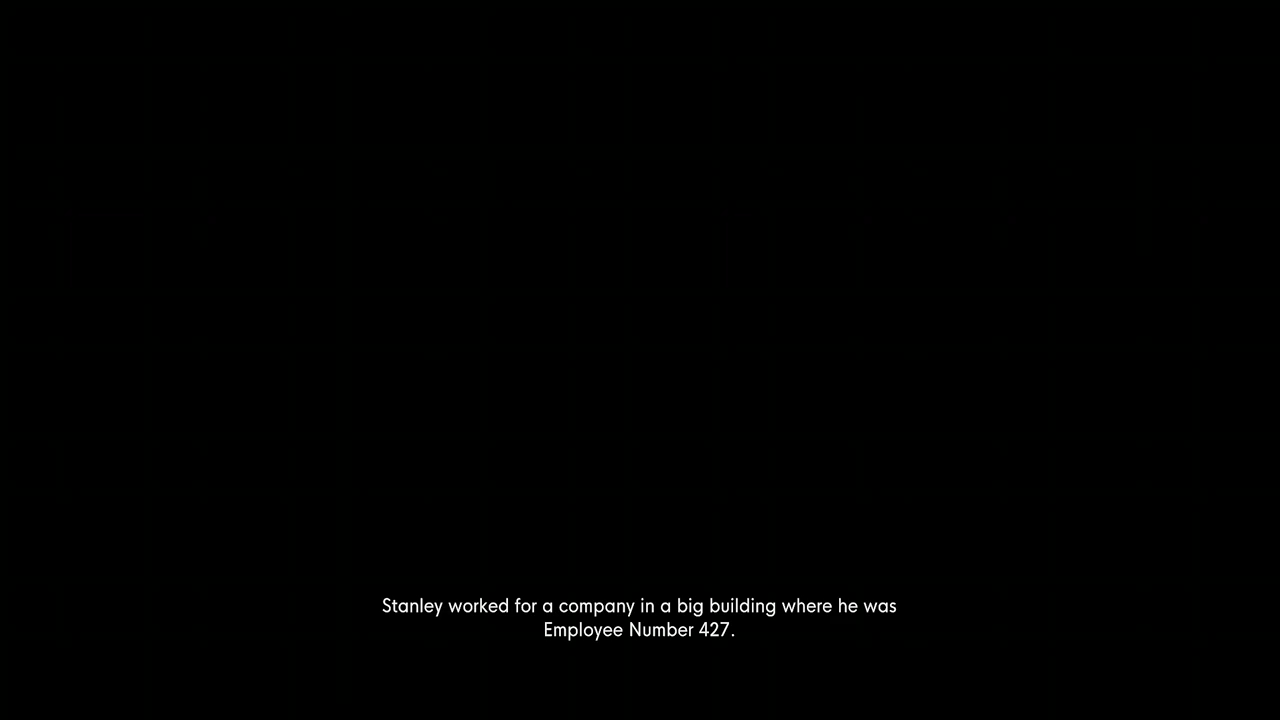 Stanley worked for a company in a big building where he was
Employee Number 427.